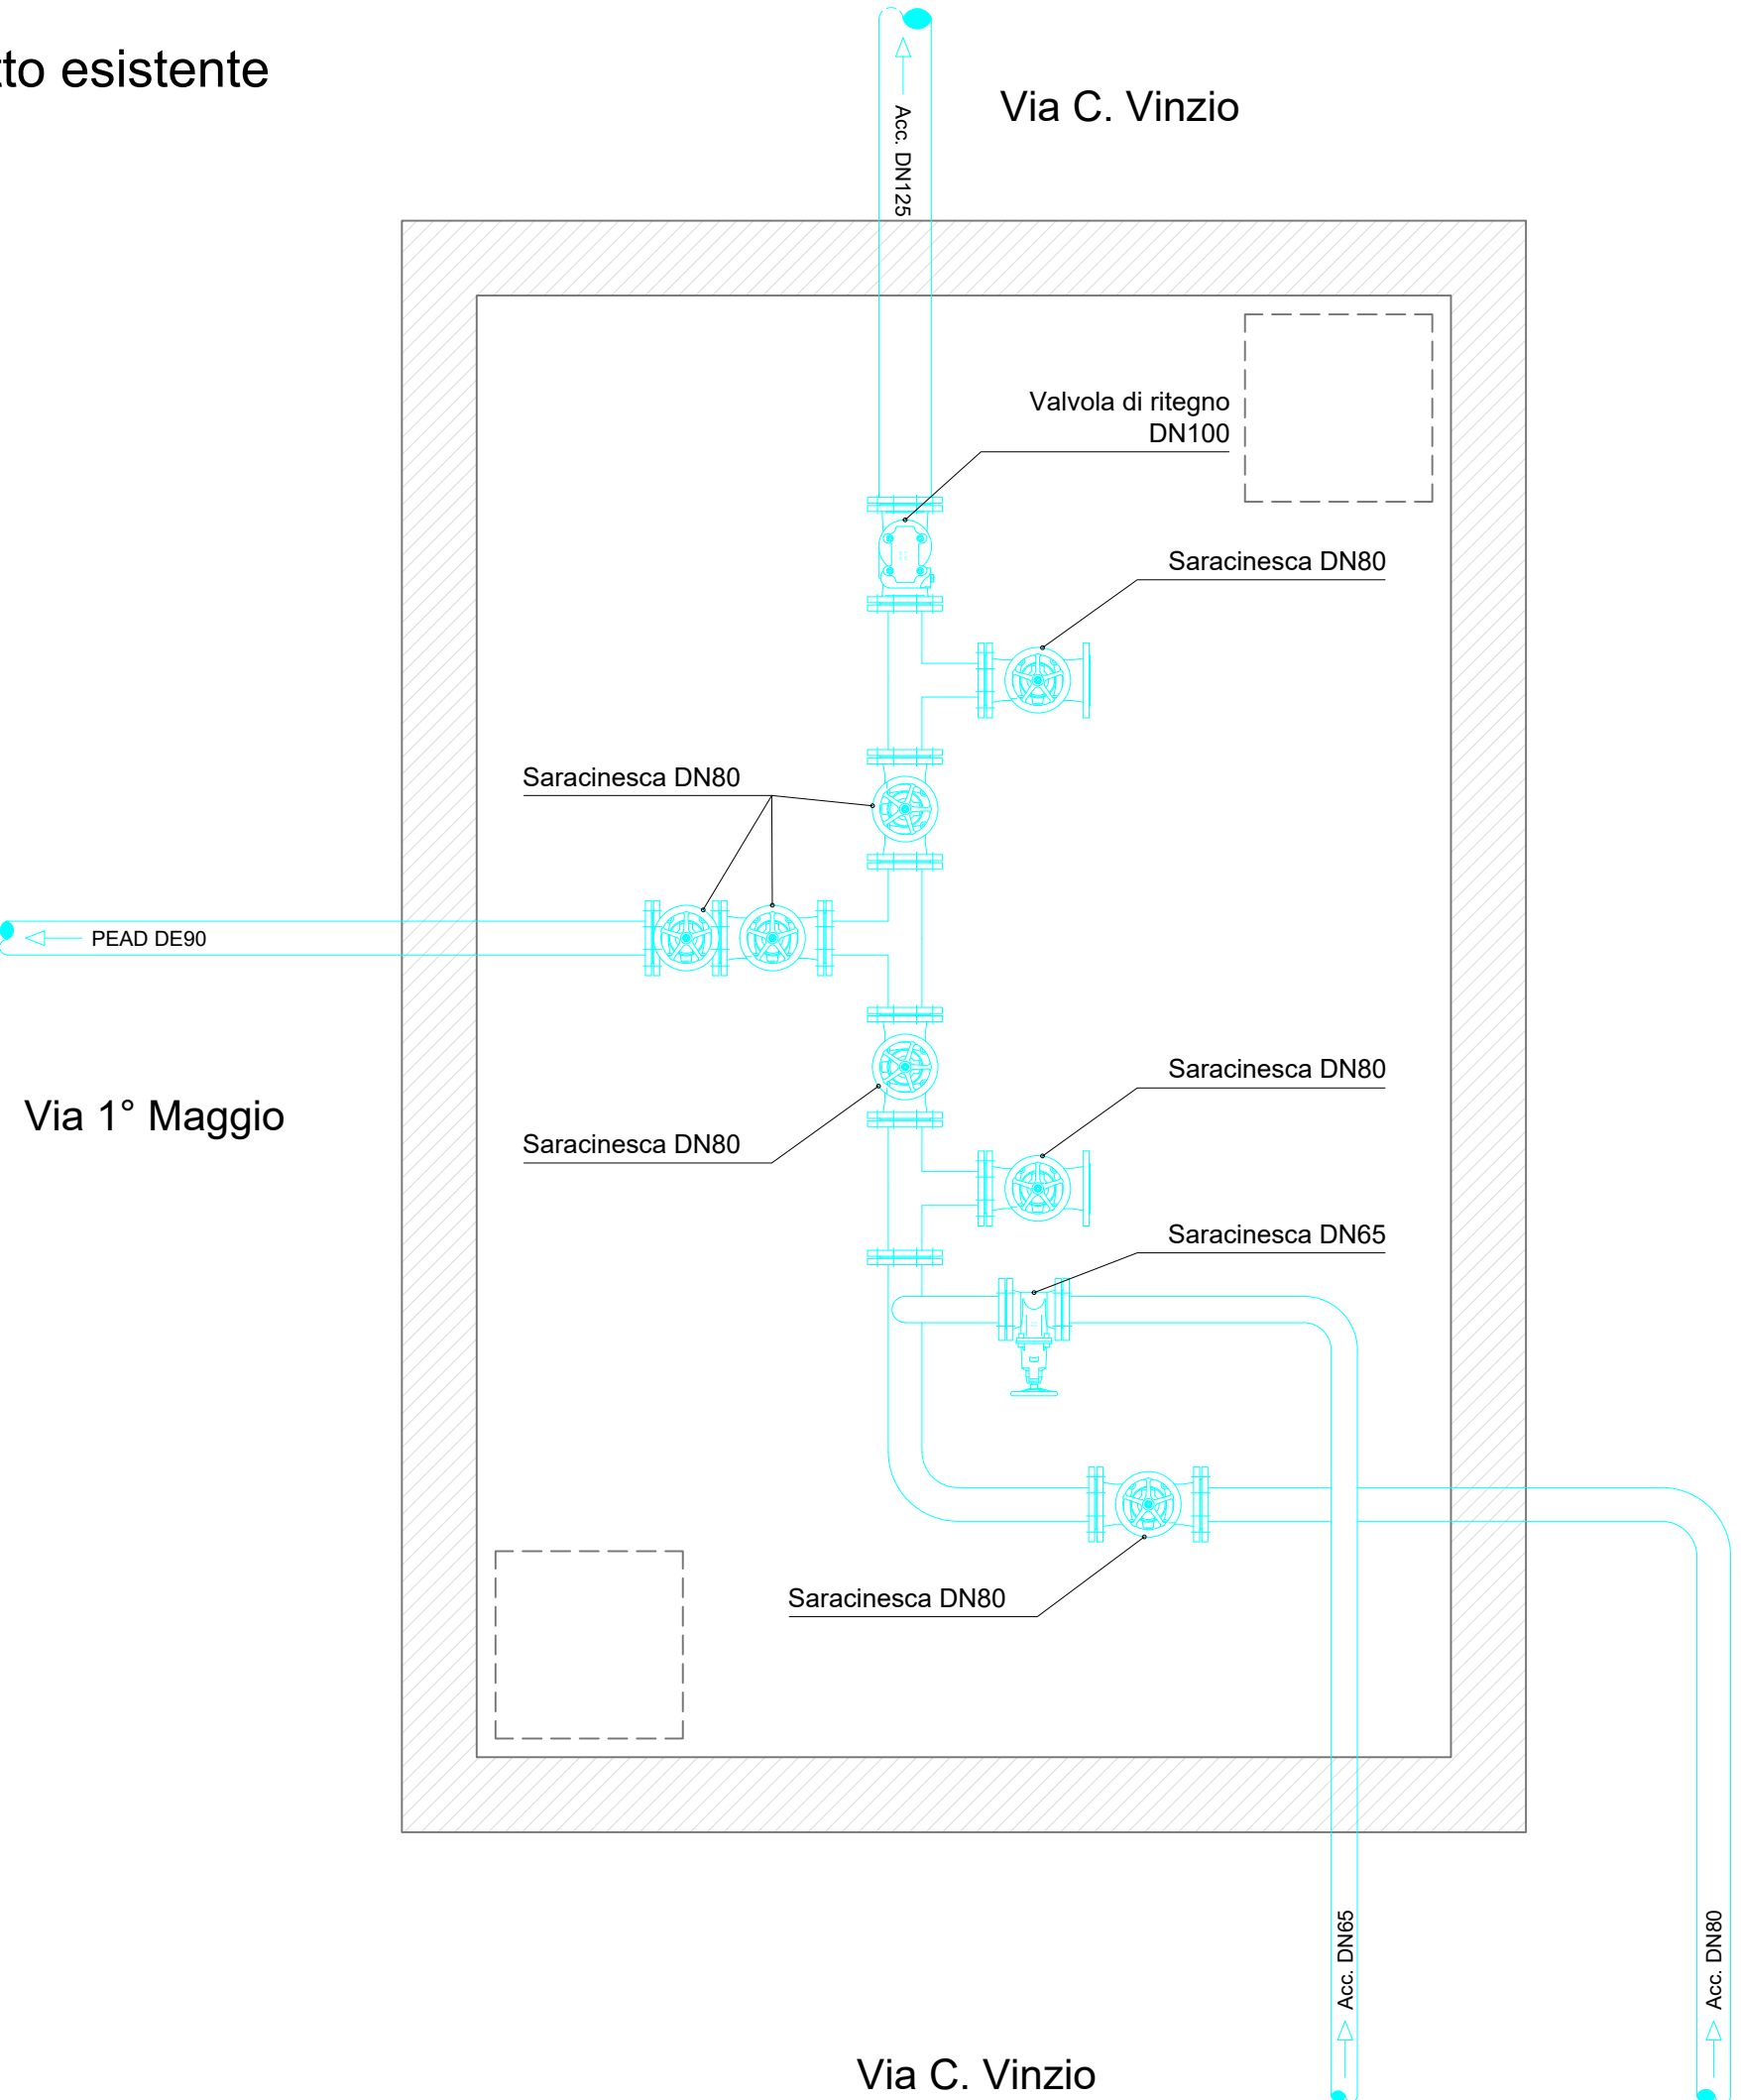 esistente
Via C. Vinzio
Acc. DN125
Valvola di ritegno
DN100
Saracinesca DN80
Saracinesca DN80
PEAD DE90
Saracinesca DN80
Via 1° Maggio
Saracinesca DN80
Saracinesca DN65
Saracinesca DN80
Acc. DN65
Acc. DN80
Via C. Vinzio